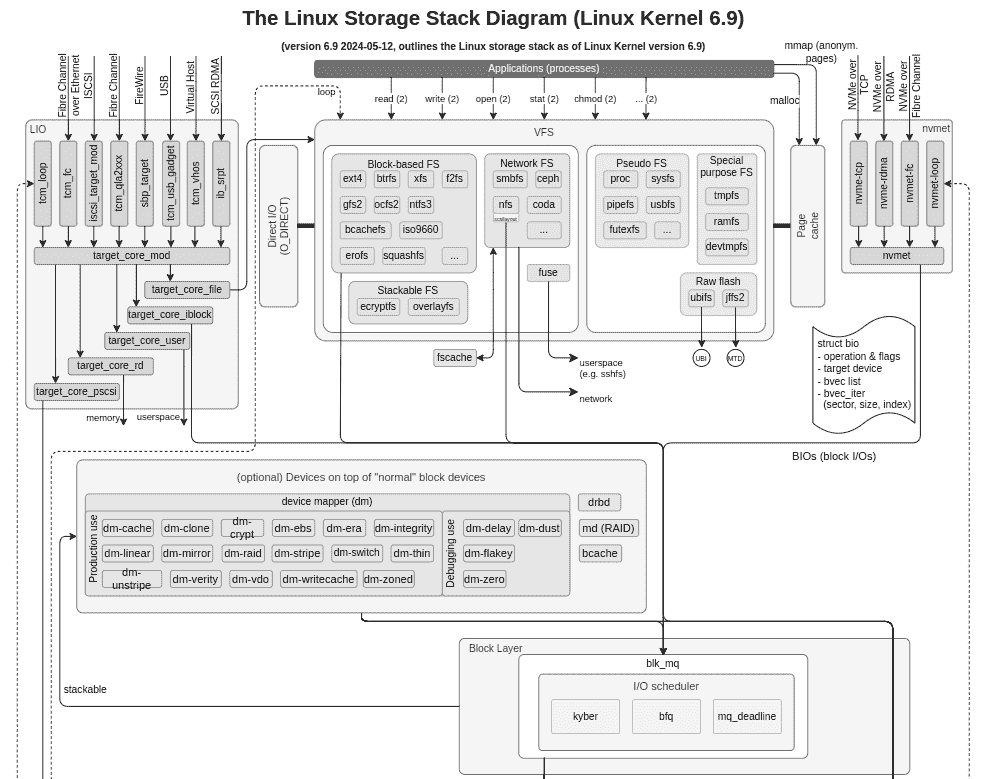 The Linux Storage Stack Diagram (Linux Kernel 6.9)
(version 6.9 2024-05-12, outlines the Linux storage stack as of Linux Kernel version 6.9)
Fibre Channel
over Ethernet
ISCSI
Fibre Channel
FireWire
USB
Virtual Host
SCSI RDMA
Applications (processes)
mmap (anonym.
pages)
malloc
NVMe over
TCP
NVMe over
RDMA
NVMe over
Fibre Channel
loop
read (2)
write (2)
open (2)
stat (2)
chmod (2)
... (2)
LIO
tcm_loop
tcm_fc
iscsi_target_mod
tcm_qla2xxx
sbp_target
tcm_usb_gadget
tcm_vhos
ib_srpt
target_core_mod
target_core_file
target_core_iblock
target_core_user
target_core_rd
target_core_pscsi
memory
userspace
Direct I/O
(O_DIRECT)
VFS
Block-based FS
ext4
btrfs
xfs
f2fs
gfs2
ocfs2
ntfs3
bcachefs
iso9660
erofs
squashfs
...
Stackable FS
ecryptfs
overlayfs
Network FS
smbfs
ceph
nfs
coda
...
fuse
fscache
userspace
(e.g. sshfs)
network
Pseudo FS
proc
sysfs
pipefs
usbfs
futexfs
...
Special
purpose FS
tmpfs
ramfs
devtmpfs
Raw flash
ubifs
jffs2
UBI
MTD
Page
cache
nvmet
nvme-tcp
nvme-rdma
nvmet-fc
nvmet-loop
nvmet
struct bio
- operation & flags
- target device
- bvec list
- bvec_iter
(sector, size, index)
BIOs (block I/Os)
(optional) Devices on top of "normal" block devices
device mapper (dm)
Production use
dm-cache
dm-clone
dm-
crypt
dm-ebs
dm-era
dm-integrity
dm-linear
dm-mirror
dm-raid
dm-stripe
dm-switch
dm-thin
dm-
unstripe
dm-verity
dm-vdo
dm-writecache
dm-zoned
Debugging use
dm-delay
dm-dust
dm-flakey
dm-zero
drbd
md (RAID)
bcache
stackable
Block Layer
blk_mq
I/O scheduler
kyber
bfq
mq_deadline